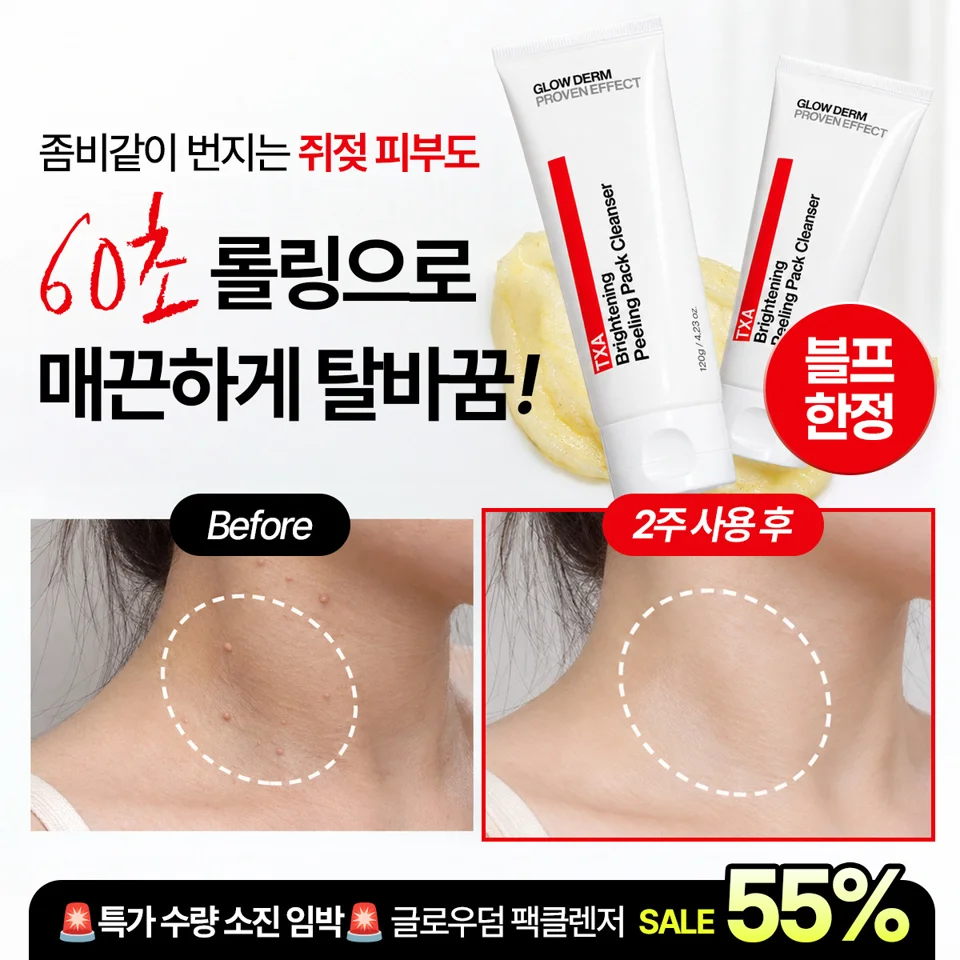 GLOW DERM
PROVEN EFFECT
TXA
Brightening
Peeling Pack Cleanser
120g / 4.23 oz.
GLOW DERM
PROVEN EFFECT
TXA
Brightening
Peeling Pack Cleanser
좀비같이 번지는 쥐젖 피부도
60초 롤링으로
매끈하게 탈바꿈!
블프
한정
Before
2주 사용 후
🚨특가 수량 소진 임박🚨 글로우덤 팩클렌저 SALE 55%